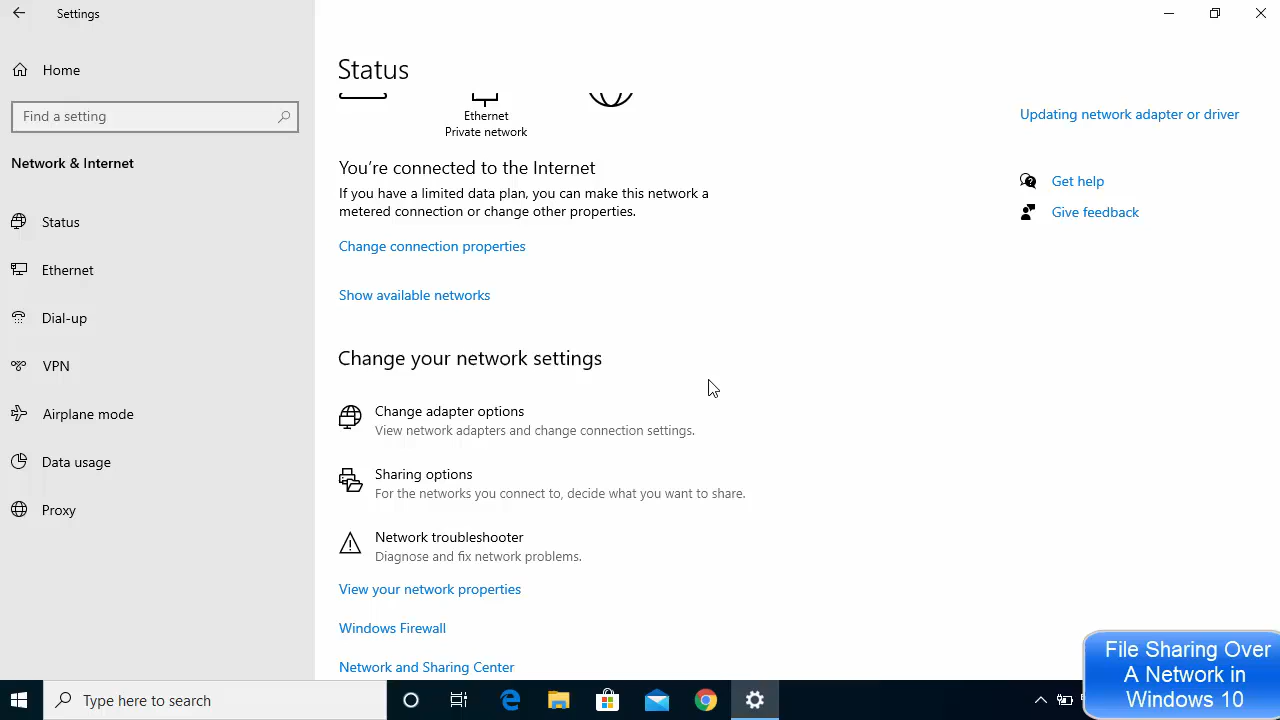 Settings
Home
Find a setting
Network & Internet
Status
Ethernet
Dial-up
VPN
Airplane mode
Data usage
Proxy
Status
Ethernet
Private network
You're connected to the Internet
If you have a limited data plan, you can make this network a
metered connection or change other properties.
Change connection properties
Show available networks
Change your network settings
Change adapter options
View network adapters and change connection settings.
Sharing options
For the networks you connect to, decide what you want to share.
Network troubleshooter
Diagnose and fix network problems.
View your network properties
Windows Firewall
Network and Sharing Center
Updating network adapter or driver
Get help
Give feedback
File Sharing Over
A Network in
Windows 10
Type here to search